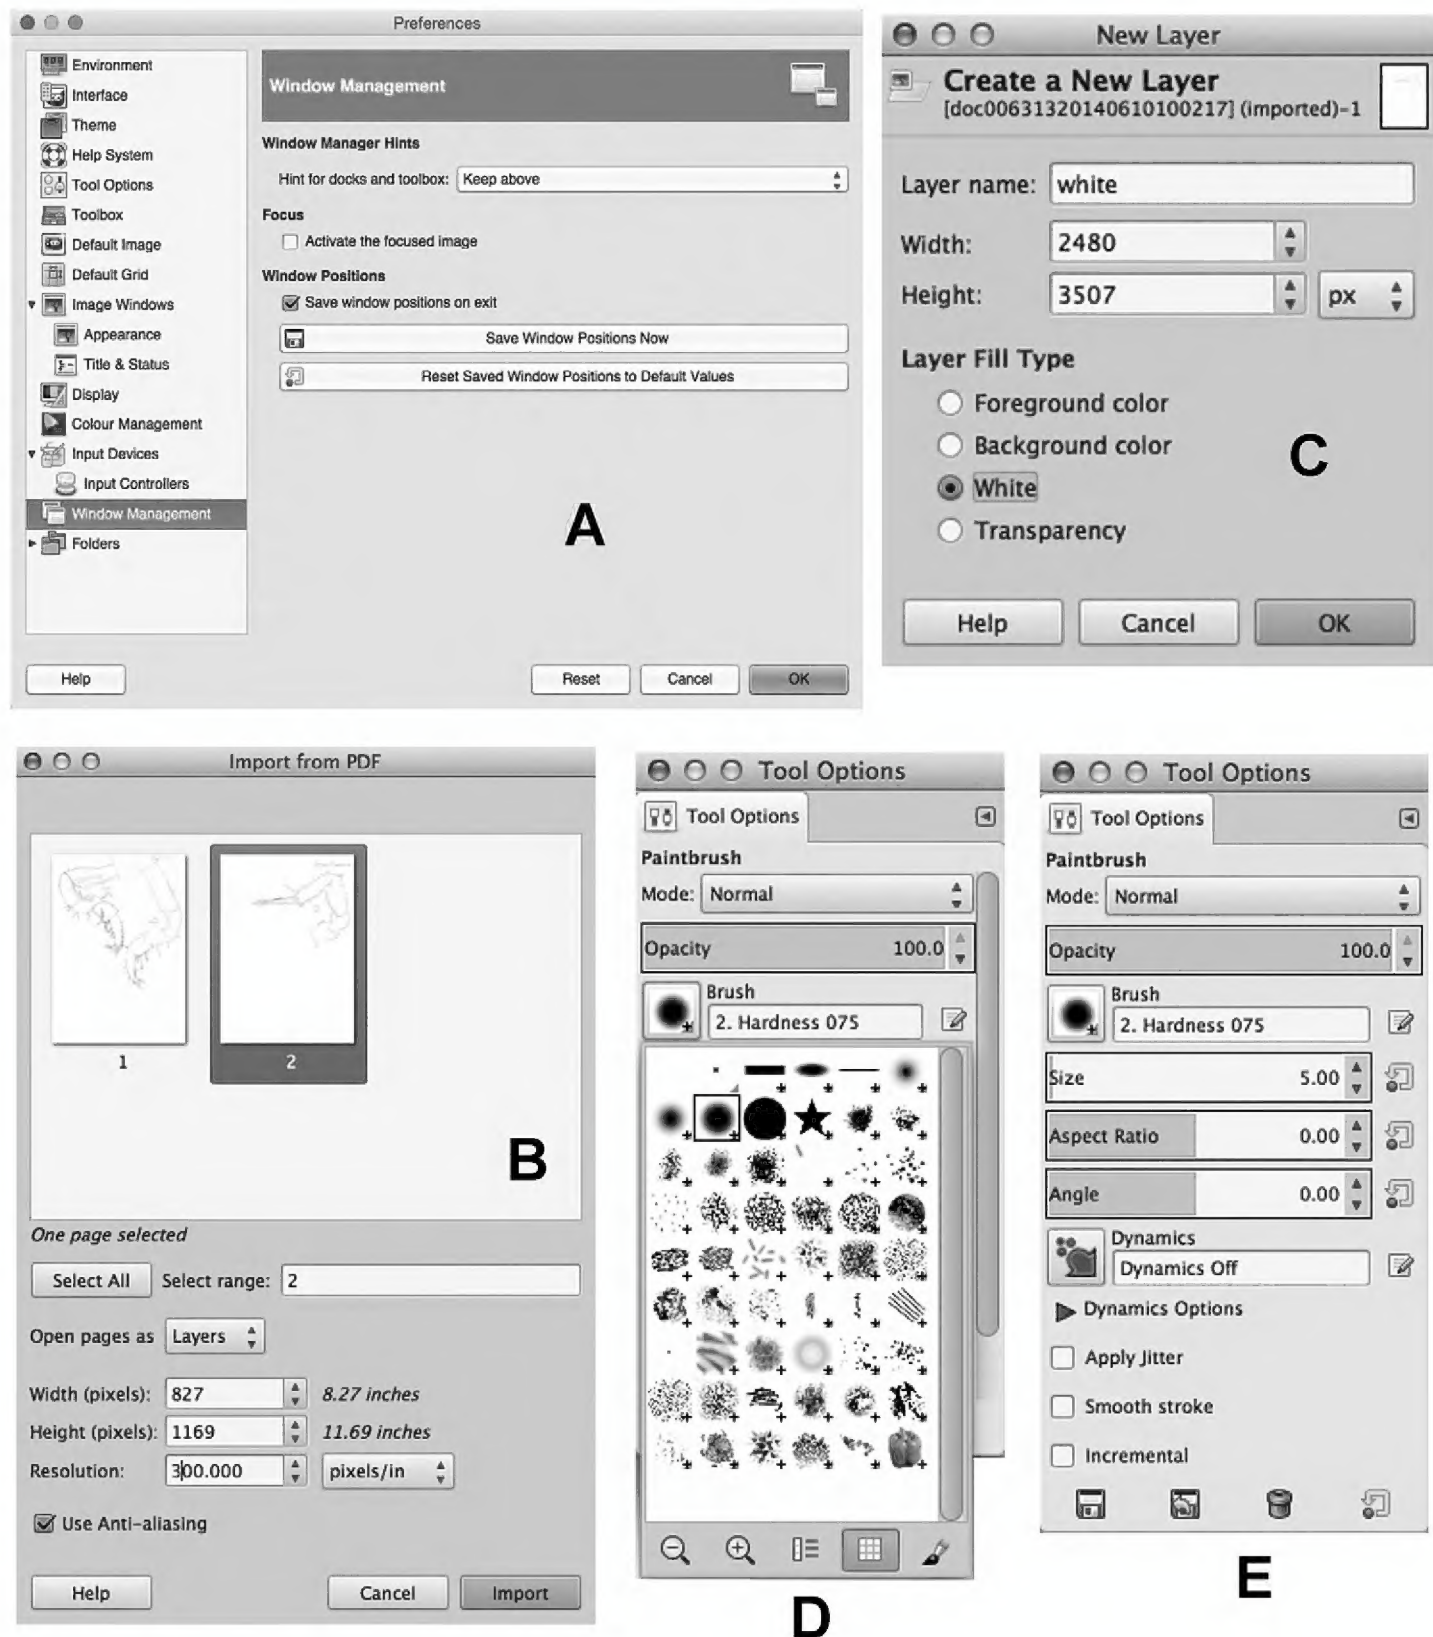 Preferences
Environment
Interface
Theme
Help System
Tool Options
Toolbox
Default Image
Default Grid
Image Windows
Appearance
Title & Status
Display
Colour Management
Input Devices
Input Controllers
Window Management
Folders
Window Management
Window Manager Hints
Hint for docks and toolbox: Keep above
Focus
Activate the focused image
Window Positions
Save window positions on exit
Save Window Positions Now
Reset Saved Window Positions to Default Values
A
Help
Reset
Cancel
OK
New Layer
Create a New Layer
[doc00631320140610100217] (imported)-1
Layer name: white
Width: 2480
Height: 3507 px
Layer Fill Type
Foreground color
Background color
White
Transparency
C
Help
Cancel
OK
Import from PDF
1
2
B
One page selected
Select All Select range: 2
Open pages as Layers
Width (pixels): 827 8.27 inches
Height (pixels): 1169 11.69 inches
Resolution: 300.000 pixels/in
Use Anti-aliasing
Help
Cancel
Import
Tool Options
Tool Options
Paintbrush
Mode: Normal
Opacity 100.0
Brush
2. Hardness 075
D
Tool Options
Tool Options
Paintbrush
Mode: Normal
Opacity 100.0
Brush
2. Hardness 075
Size 5.00
Aspect Ratio 0.00
Angle 0.00
Dynamics
Dynamics Off
Dynamics Options
Apply Jitter
Smooth stroke
Incremental
E